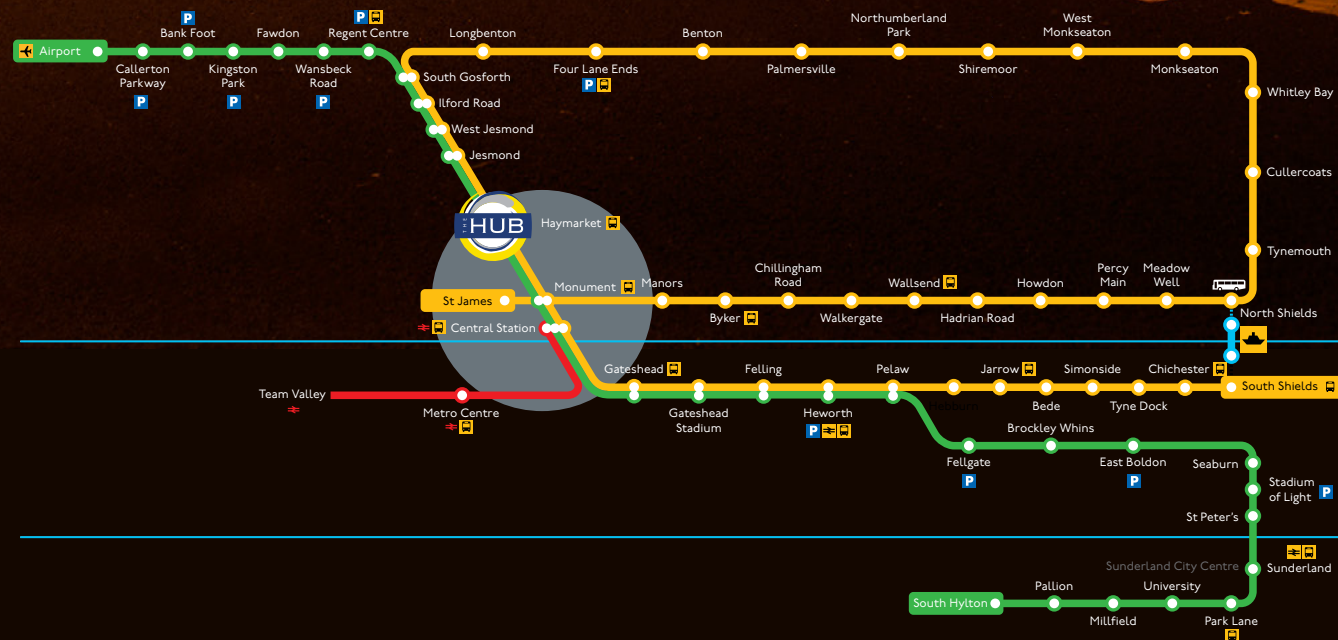 Airport
Bank Foot
Fawdon
Regent Centre
Callerton
Parkway
Kingston
Park
Wansbeck
Road
P
P
P
P
P
Longbenton
Four Lane Ends
P
Benton
Palmersville
Northumberland
Park
Shiremoor
West
Monkseaton
Monkseaton
South Gosforth
Ilford Road
West Jesmond
Jesmond
Whitley Bay
Cullercoats
Tynemouth
THE HUB
Haymarket
St James
Monument
Manors
Byker
Chillingham
Road
Walkergate
Wallsend
Hadrian Road
Howdon
Percy
Main
Meadow
Well
North Shields
Central Station
Team Valley
Metro Centre
Gateshead
Gateshead
Stadium
Felling
Heworth
P
Pelaw
Hebburn
Jarrow
Bede
Simonside
Tyne Dock
Chichester
South Shields
Fellgate
P
Brockley Whins
East Boldon
P
Seaburn
Stadium
of Light
P
St Peter's
Sunderland City Centre
Sunderland
South Hylton
Pallion
Millfield
University
Park Lane